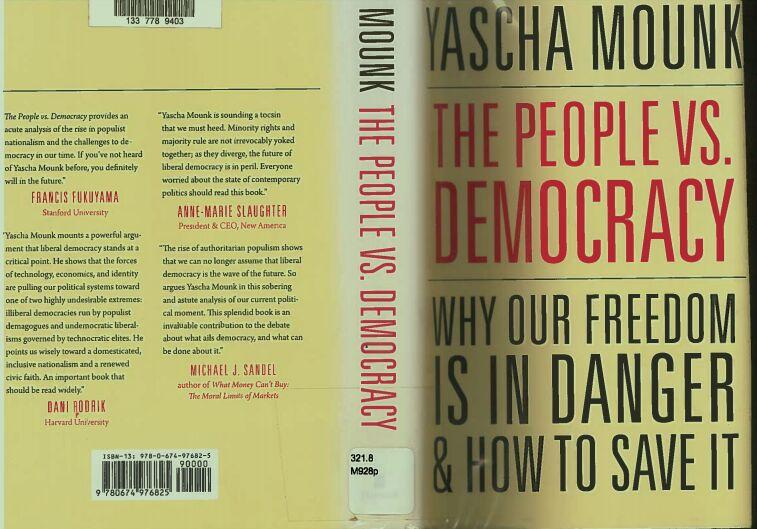 133 778 9403
The People vs. Democracy provides an
acute analysis of the rise in populist
nationalism and the challenges to de-
mocracy in our time. If you've not heard
of Yascha Mounk before, you definitely
will in the future."
FRANCIS FUKUYAMA
Stanford University
"Yascha Mounk mounts a powerful argu-
ment that liberal democracy stands at a
critical point. He shows that the forces
of technology, economics, and identity
are pulling our political systems toward
one of two highly undesirable extremes:
illiberal democracies run by populist
demagogues and undemocratic liberal-
isms governed by technocratic elites. He
points us wisely toward a domesticated,
inclusive nationalism and a renewed
civic faith. An important book that
should be read widely."
DANI RODRIK
Harvard University
"Yascha Mounk is sounding a tocsin
that we must heed. Minority rights and
majority rule are not irrevocably yoked
together; as they diverge, the future of
liberal democracy is in peril. Everyone
worried about the state of contemporary
politics should read this book."
ANNE-MARIE SLAUGHTER
President & CEO, New America
"The rise of authoritarian populism shows
that we can no longer assume that liberal
democracy is the wave of the future. So
argues Yascha Mounk in this sobering
and astute analysis of our current politi-
cal moment. This splendid book is an
invaluable contribution to the debate
about what ails democracy, and what can
be done about it."
MICHAEL J. SANDEL
author of What Money Can't Buy:
The Moral Limits of Markets
ISBN-13: 978-0-674-97682-5
90000
9 780674 976825
MOUNK THE PEOPLE VS. DEMOCRACY
321.8
M928p
YASCHA MOUNK
THE PEOPLE VS.
DEMOCRACY
WHY OUR FREEDOM
IS IN DANGER
& HOW TO SAVE IT